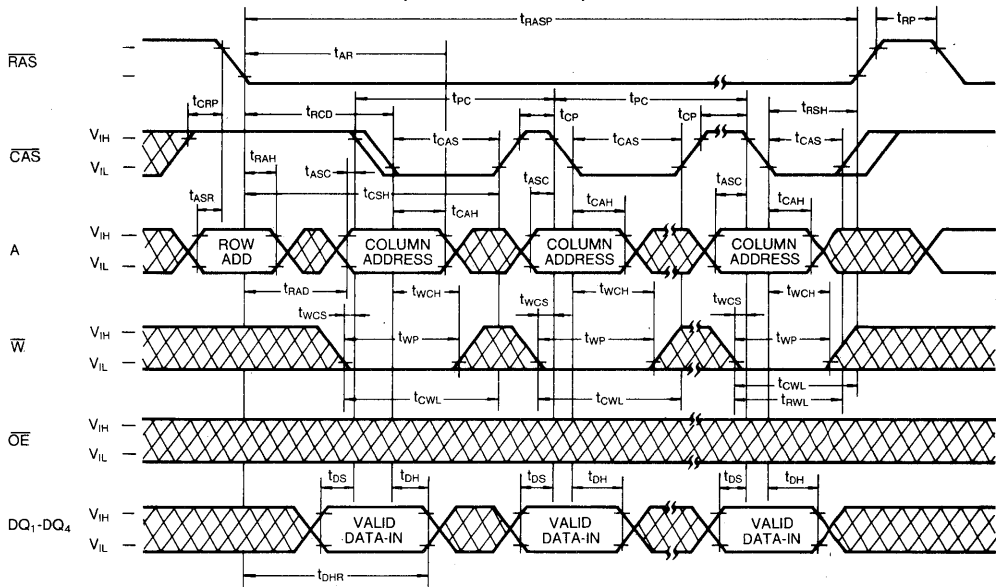 tRASP
tRP
tAR
RAS
tCRP
tRCD
tPC
tPC
tRSH
tCP
tCP
VIH
CAS
VIL
tCAS
tCAS
tCAS
tRAH
tASC
tCSH
tASC
tASC
tASR
tCAH
tCAH
tCAH
A
VIH
VIL
ROW
ADD
COLUMN
ADDRESS
COLUMN
ADDRESS
COLUMN
ADDRESS
tRAD
tWCH
tWCH
tWCH
tWCS
tWCS
tWCS
W
VIH
VIL
tWP
tWP
tWP
tCWL
tCWL
tCWL
tRWL
OE
VIH
VIL
tDS
tDH
tDS
tDH
tDS
tDH
DQ1-DQ4
VIH
VIL
VALID
DATA-IN
VALID
DATA-IN
VALID
DATA-IN
tDHR